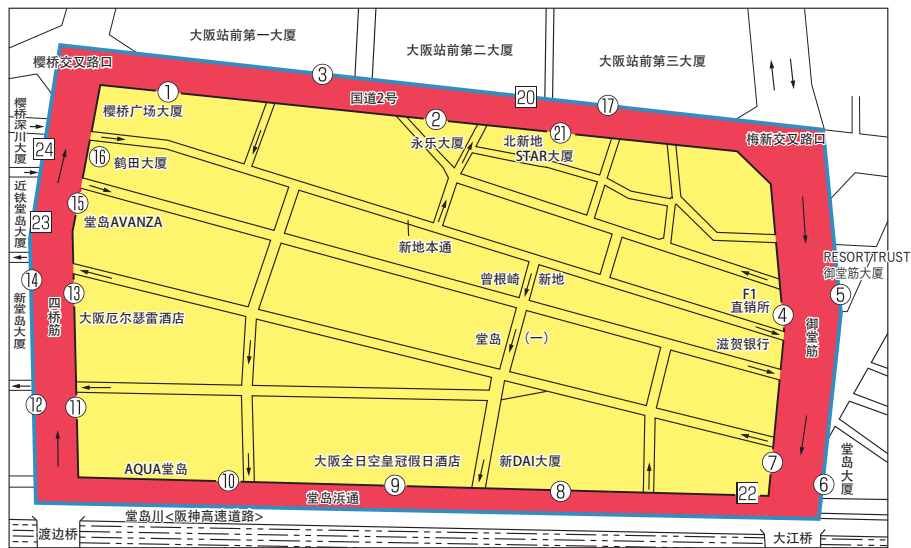 大阪站前第一大厦
大阪站前第二大厦
大阪站前第三大厦
樱桥交叉路口
③
国道2号
20
⑰
①
樱桥广场大厦
②
永乐大厦
21
北新地
STAR大厦
梅新交叉路口
樱桥深川大厦
24
⑯
鹤田大厦
近铁堂岛大厦
23
⑮
堂岛AVANZA
新地本通
曾根崎
新地
RESORTTRUST
御堂筋大厦
⑭
⑬
新堂岛大厦
四桥筋
大阪厄尔瑟雷酒店
F1
直销所
④
⑤
御堂筋
滋贺银行
堂岛
(一)
⑫
⑪
AQUA堂岛
⑩
大阪全日空皇冠假日酒店
⑨
新DAI大厦
⑧
22
⑦
⑥
堂岛大厦
堂岛浜通
堂岛川<阪神高速道路>
渡边桥
大江桥